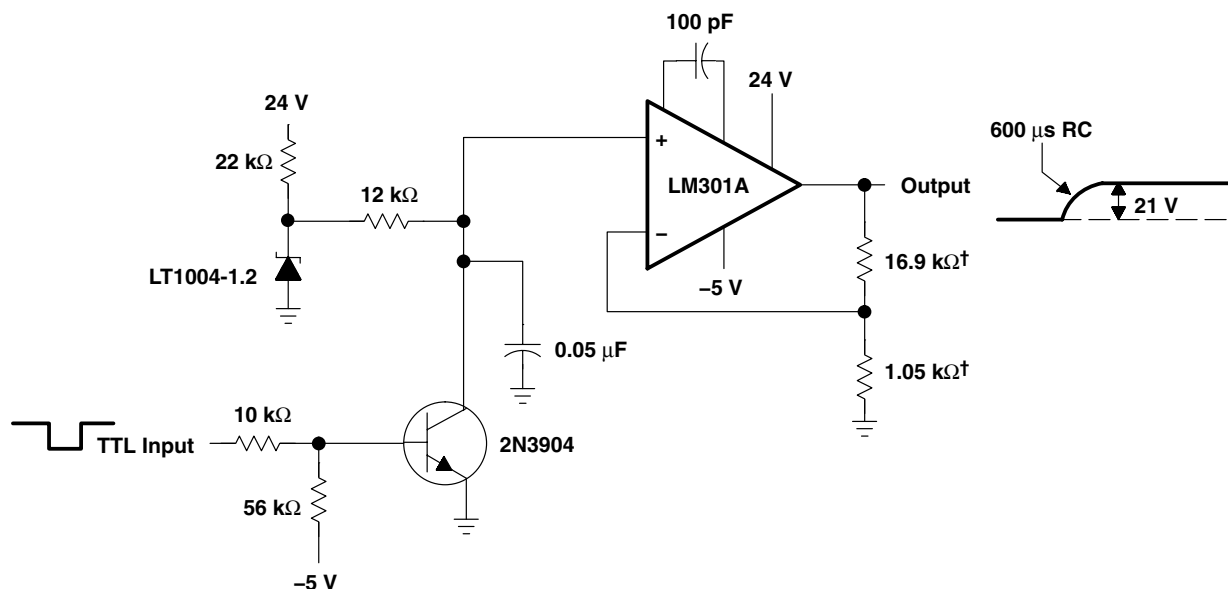 100 pF
24 V
24 V
600 μs RC
22 kΩ
12 kΩ
+
LM301A
Output
21 V
−
LT1004-1.2
−5 V
16.9 kΩ†
0.05 μF
1.05 kΩ†
10 kΩ
TTL Input
2N3904
56 kΩ
−5 V